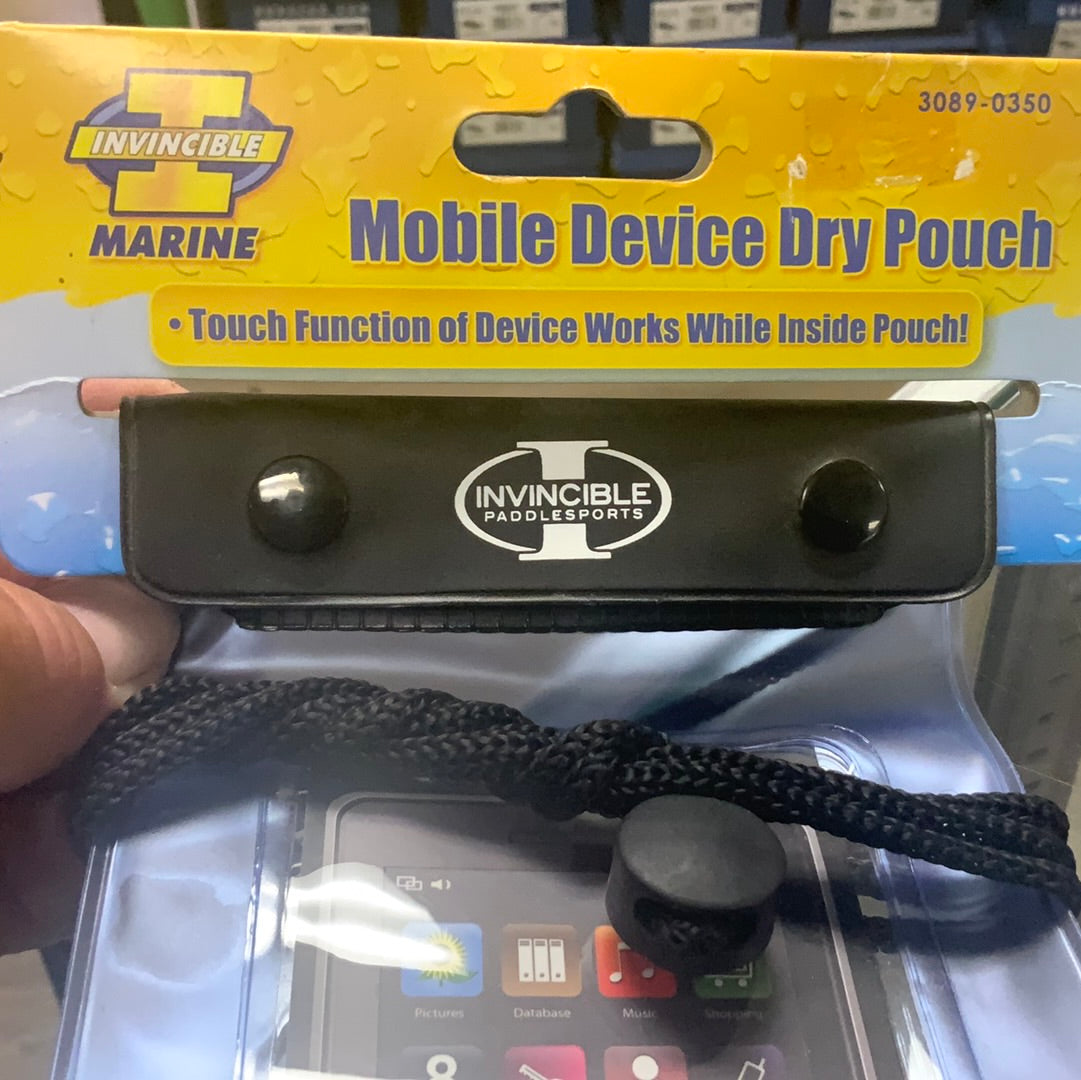 3089-0350
INVINCIBLE
MARINE
Mobile Device Dry Pouch
• Touch Function of Device Works While Inside Pouch!
INVINCIBLE
PADDLESPORTS
Pictures
Database
Music
Shopping